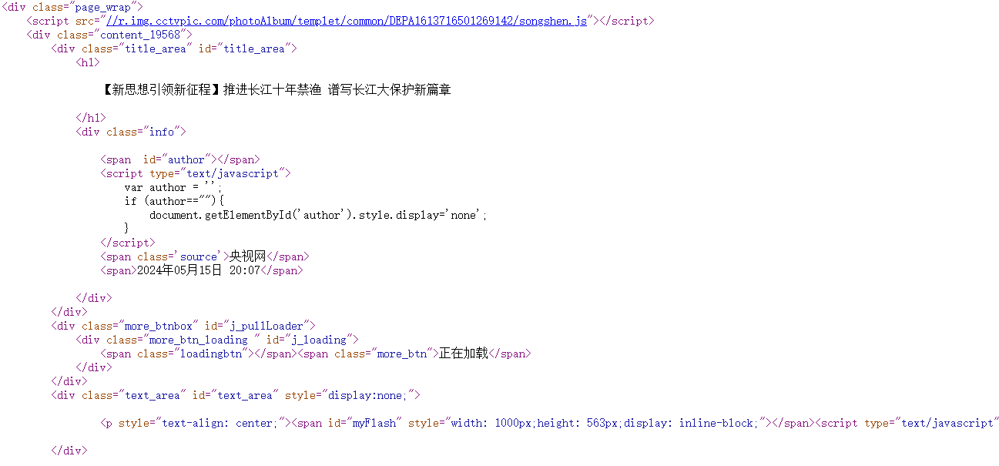 <div class="page_wrap">
<script src="//r.img.cctvpic.com/photoAlbum/templet/common/DEPA1613716501269142/songshen.js"></script>
<div class="content_19568">
<div class="title_area" id="title_area">
<h1>
【新思想引领新征程】推进长江十年禁渔 谱写长江大保护新篇章
</h1>
<div class="info">
<span  id="author"></span>
<script type="text/javascript">
var author = '';
if (author==""){
document.getElementById('author').style.display='none';
}
</script>
<span class='source'>央视网</span>
<span>2024年05月15日 20:07</span>
</div>
</div>
<div class="more_btnbox" id="j_pullLoader">
<div class="more_btn_loading " id="j_loading">
<span class="loadingbtn"></span><span class="more_btn">正在加载</span>
</div>
</div>
<div class="text_area" id="text_area" style="display:none;">
<p style="text-align: center;"><span id="myFlash" style="width: 1000px;height: 563px;display: inline-block;"></span><script type="text/javascript"
</div>